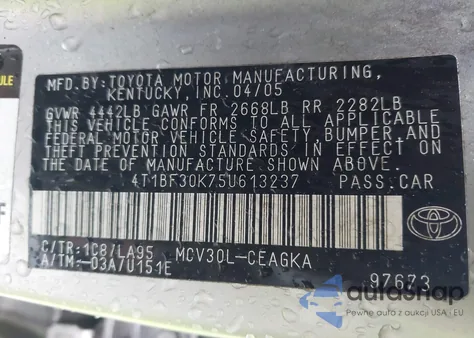 MFD.BY:TOYOTA MOTOR MANUFACTURING,
KENTUCKY, INC. 04/05
GVWR 4442LB GAWR FR 2668LB RR 2282LB
THIS VEHICLE CONFORMS TO ALL APPLICABLE
FEDERAL MOTOR VEHICLE SAFETY, BUMPER, AND
THEFT PREVENTION STANDARDS IN EFFECT ON
THE DATE OF MANUFACTURE SHOWN ABOVE.
4T1BF30K75U613237 PASS.CAR
C/TR:1C8/LA95 MCV30L-CEAGKA
A/TM-03A/U151E
97673
TOYOTA
autosnap
Pewne auto z aukcji USA i EU